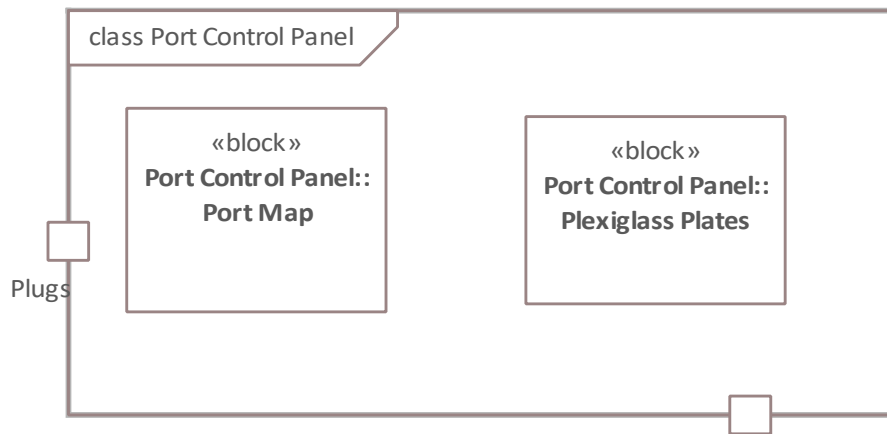 class Port Control Panel
«block»
Port Control Panel::
Port Map
«block»
Port Control Panel::
Plexiglass Plates
Plugs